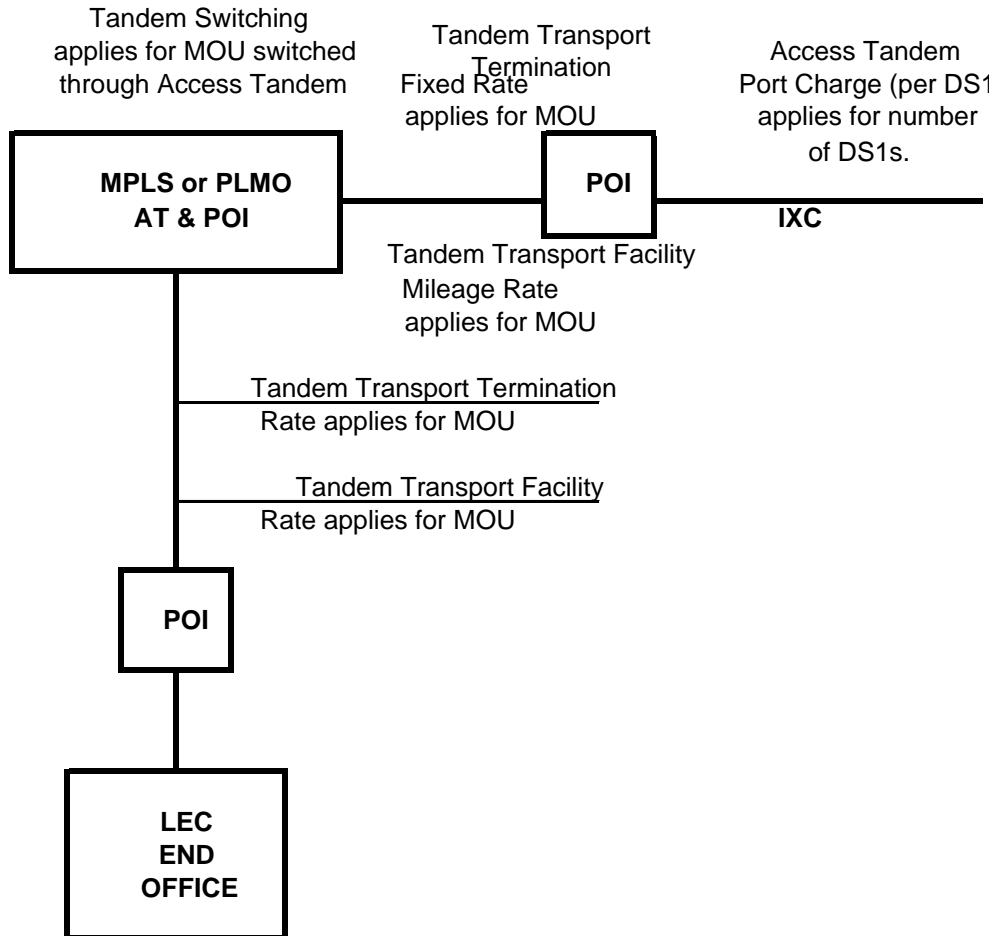 Tandem Switching
applies for MOU switched
through Access Tandem
Tandem Transport
Termination
Fixed Rate
applies for MOU
Access Tandem
Port Charge (per DS1
applies for number
of DS1s.
MPLS or PLMO
AT & POI
POI
IXC
Tandem Transport Facility
Mileage Rate
applies for MOU
Tandem Transport Termination
Rate applies for MOU
Tandem Transport Facility
Rate applies for MOU
POI
LEC
END
OFFICE